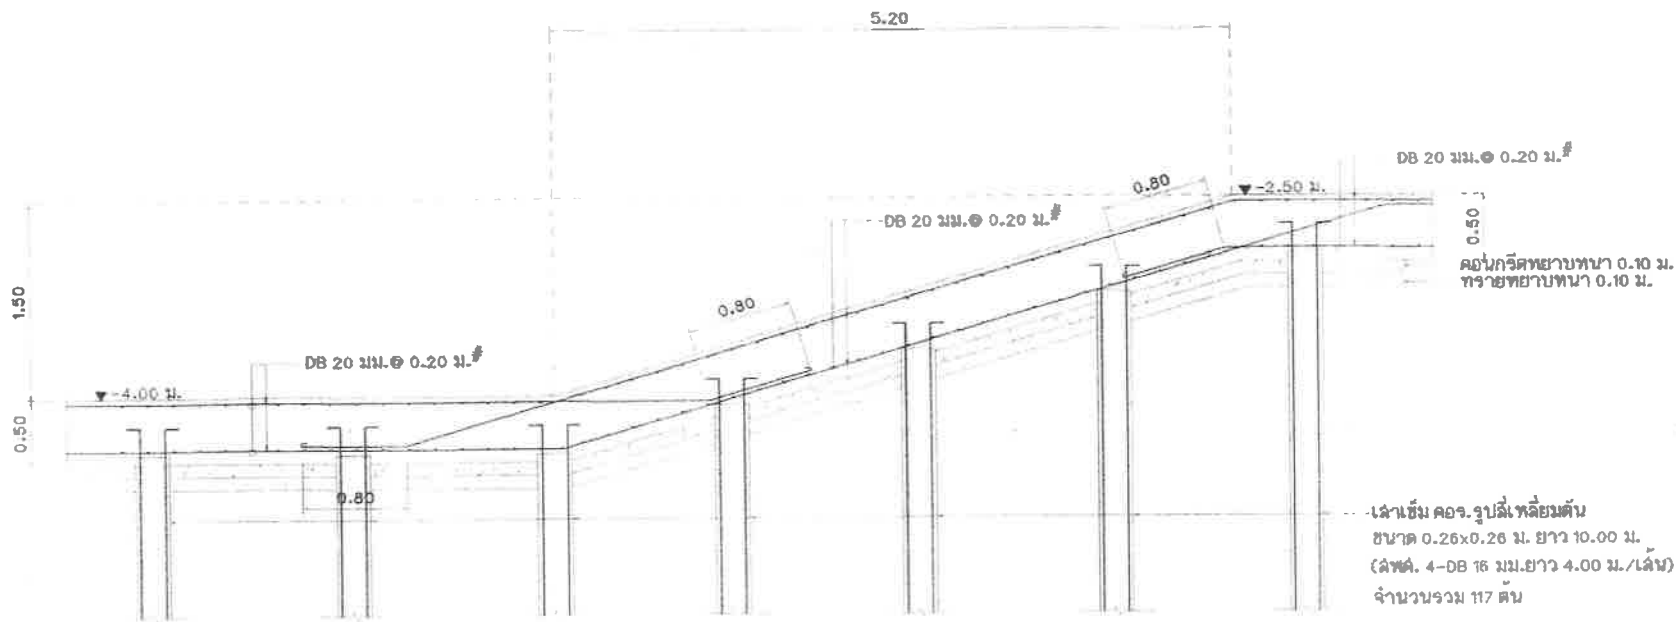 5.20
DB 20 มม.@ 0.20 ม.#
0.80
▼-2.50 ม.
DB 20 มม.@ 0.20 ม.#
0.50
คอนกรีตหยาบหนา 0.10 ม.
ทรายหยาบหนา 0.10 ม.
1.50
0.80
DB 20 มม.@ 0.20 ม.#
▼-4.00 ม.
0.50
0.80
เสาเข็ม คอร. รูปสี่เหลี่ยมตัน
ขนาด 0.26x0.26 ม. ยาว 10.00 ม.
4-DB 16 มม.ยาว 4.00 ม./เส้น)
จำนวนรวม 117 ต้น